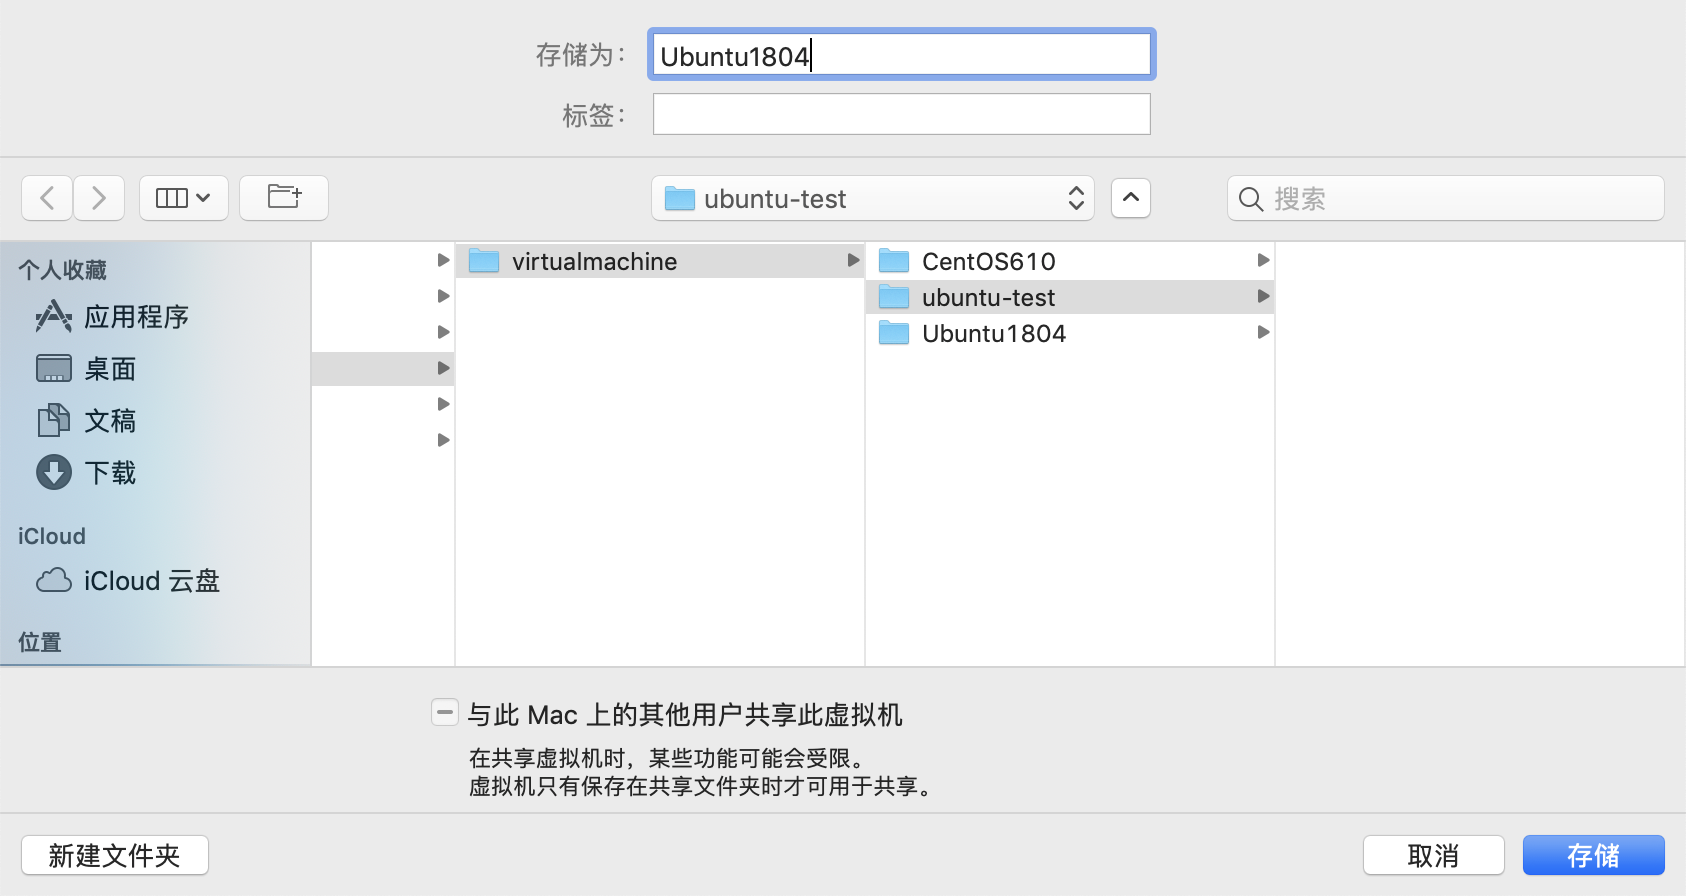 存储为：
Ubuntu1804
标签：
ubuntu-test
搜索
个人收藏
应用程序
桌面
文稿
下载
iCloud
iCloud 云盘
位置
virtualmachine
CentOS610
ubuntu-test
Ubuntu1804
与此 Mac 上的其他用户共享此虚拟机
在共享虚拟机时，某些功能可能会受限。
虚拟机只有保存在共享文件夹时才可用于共享。
新建文件夹
取消
存储